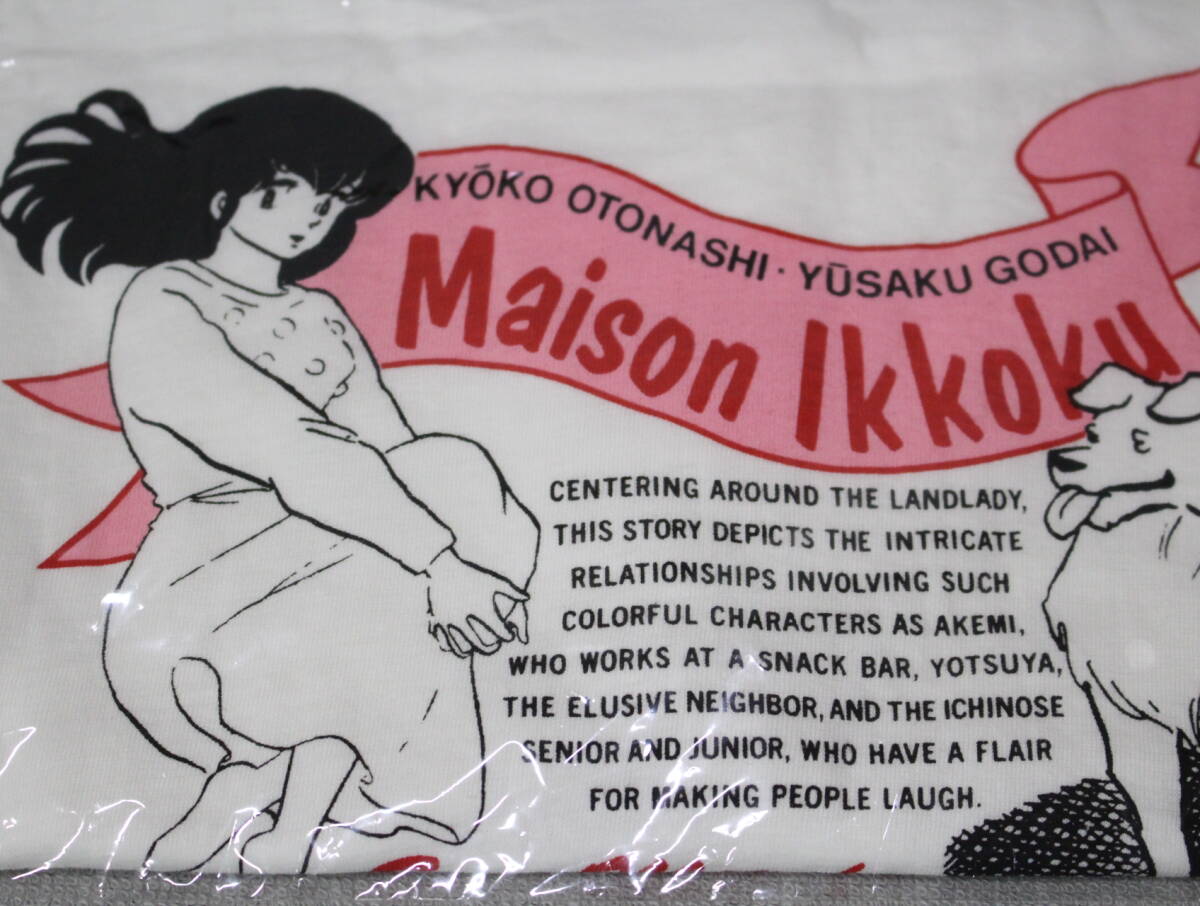 KYŌKO OTONASHI · YŪSAKU GODAI
Maison Ikkoku
CENTERING AROUND THE LANDLADY,
THIS STORY DEPICTS THE INTRICATE
RELATIONSHIPS INVOLVING SUCH
COLORFUL CHARACTERS AS AKEMI,
WHO WORKS AT A SNACK BAR, YOTSUYA,
THE ELUSIVE NEIGHBOR, AND THE ICHINOSE
SENIOR AND JUNIOR, WHO HAVE A FLAIR
FOR MAKING PEOPLE LAUGH.